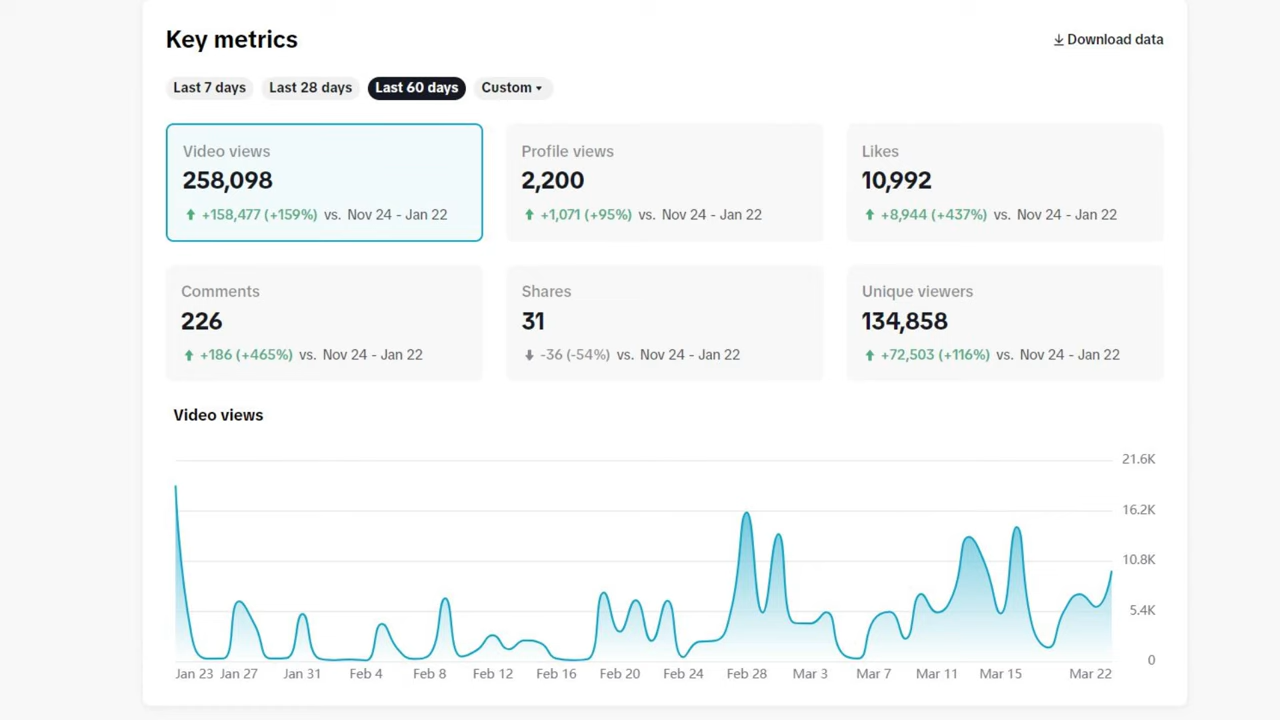 Key metrics
Download data
Last 7 days Last 28 days Last 60 days Custom
Video views
258,098
+158,477 (+159%) vs. Nov 24 - Jan 22
Profile views
2,200
+1,071 (+95%) vs. Nov 24 - Jan 22
Likes
10,992
+8,944 (+437%) vs. Nov 24 - Jan 22
Comments
226
+186 (+465%) vs. Nov 24 - Jan 22
Shares
31
-36 (-54%) vs. Nov 24 - Jan 22
Unique viewers
134,858
+72,503 (+116%) vs. Nov 24 - Jan 22
Video views
21.6K
16.2K
10.8K
5.4K
0
Jan 23 Jan 27 Jan 31 Feb 4 Feb 8 Feb 12 Feb 16 Feb 20 Feb 24 Feb 28 Mar 3 Mar 7 Mar 11 Mar 15 Mar 22